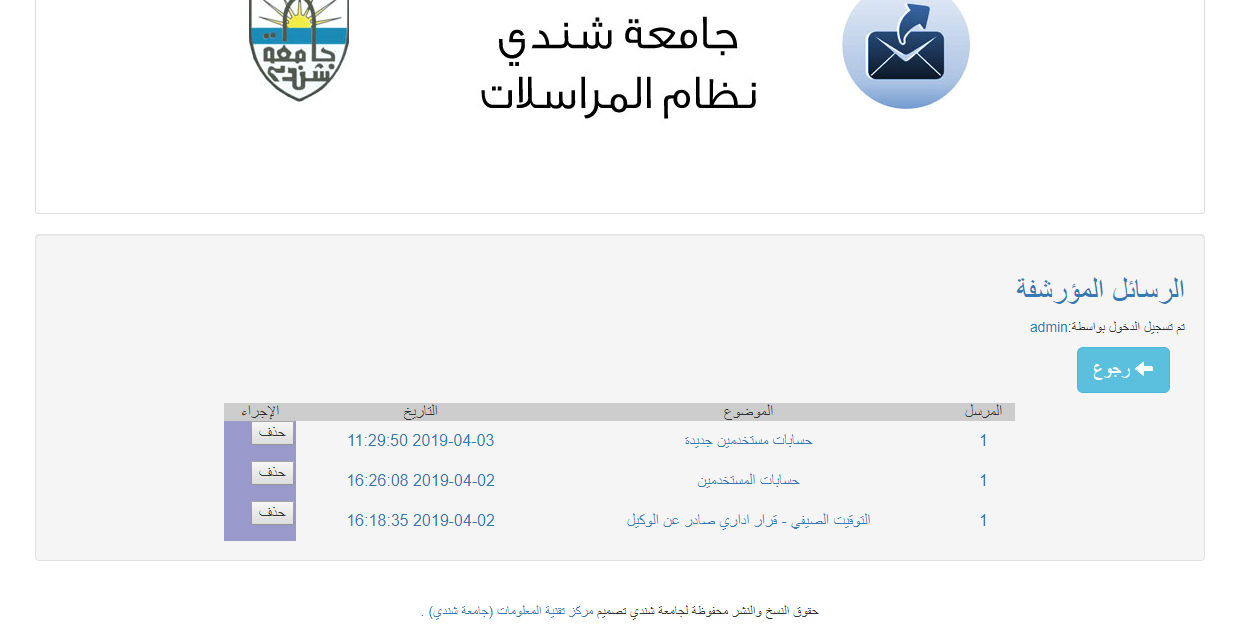 جامعة شندي
جامعة شندي
نظام المراسلات
الرسائل المؤرشفة
تم تسجيل الدخول بواسطة:admin
رجوع
المرسل الموضوع التاريخ الإجراء
1 حسابات مستخدمين جديدة 2019-04-03 11:29:50 حذف
1 حسابات المستخدمين 2019-04-02 16:26:08 حذف
1 التوقيت الصيفي - قرار اداري صادر عن الوكيل 2019-04-02 16:18:35 حذف
حقوق النسخ والنشر محفوظة لجامعة شندي تصميم مركز تقنية المعلومات (جامعة شندي) .